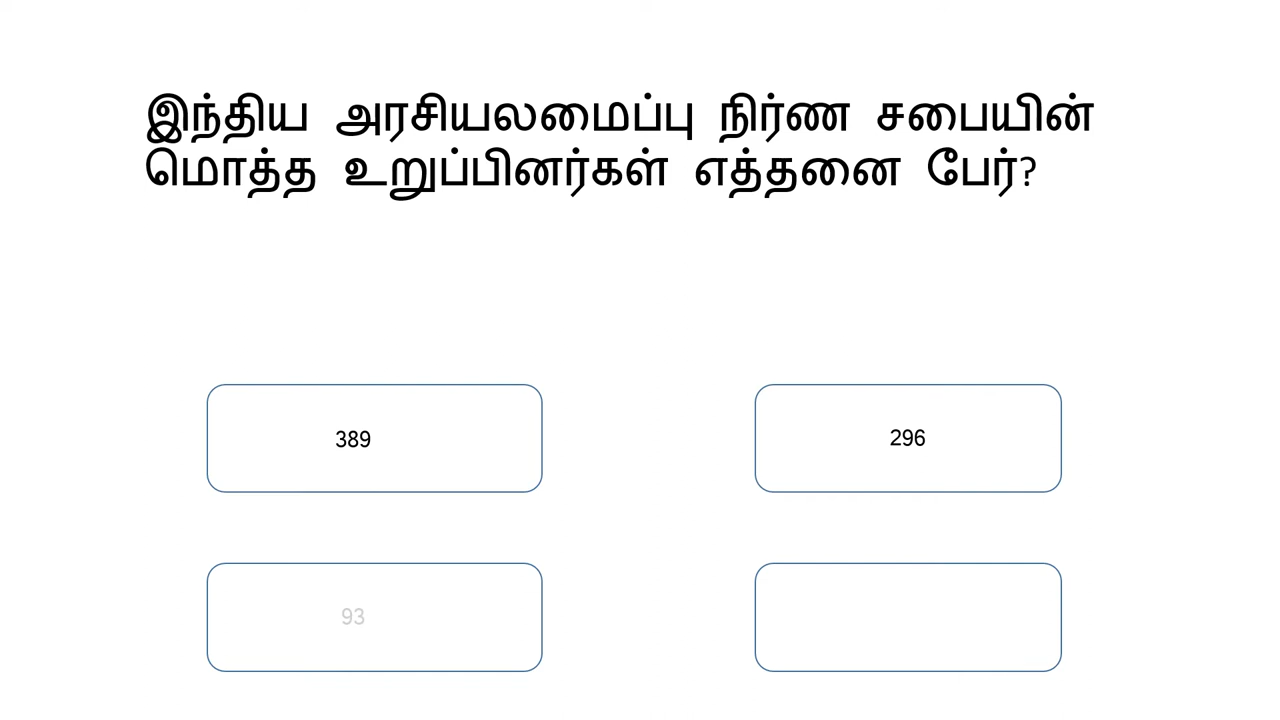 இந்திய அரசியலமைப்பு நிர்ண சபையின்
மொத்த உறுப்பினர்கள் எத்தனை பேர்?
389
296
93